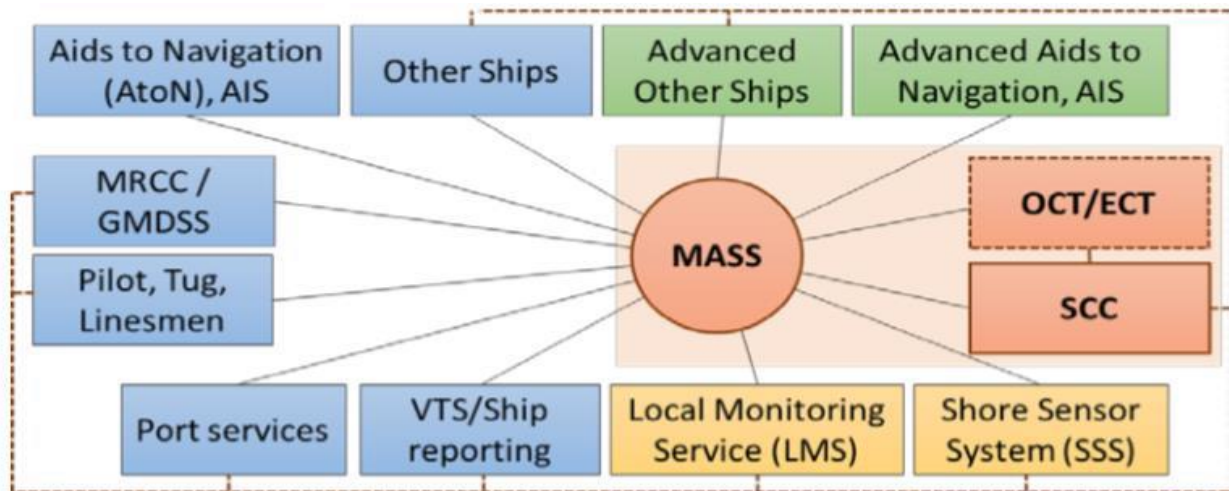 Aids to Navigation
(AtoN), AIS
Other Ships
Advanced
Other Ships
Advanced Aids to
Navigation, AIS
MRCC /
GMDSS
MASS
OCT/ECT
Pilot, Tug,
Linesmen
SCC
Port services
VTS/Ship
reporting
Local Monitoring
Service (LMS)
Shore Sensor
System (SSS)